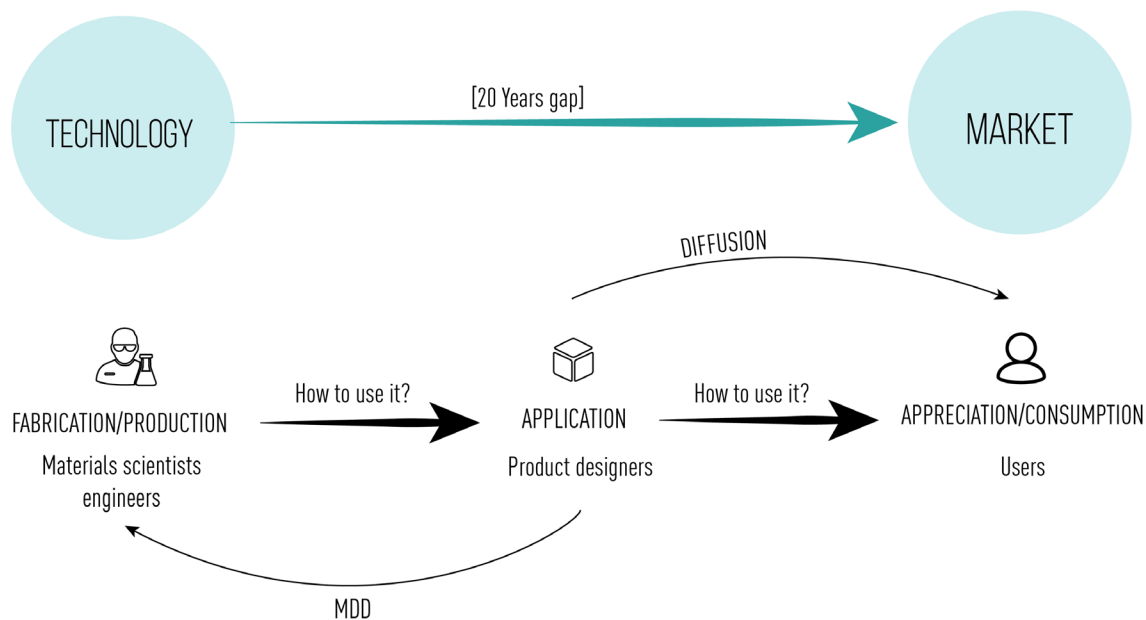 [20 Years gap]
TECHNOLOGY
MARKET
DIFFUSION
How to use it?
How to use it?
FABRICATION/PRODUCTION
APPLICATION
APPRECIATION/CONSUMPTION
Materials scientists
engineers
Product designers
Users
MDD